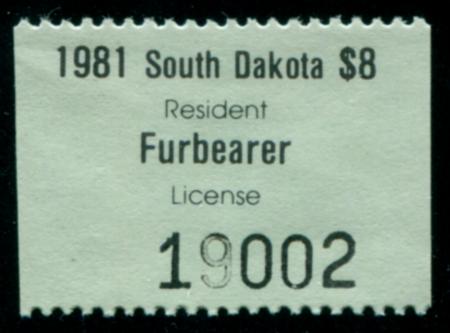 1981 South Dakota $8
Resident
Furbearer
License
19002